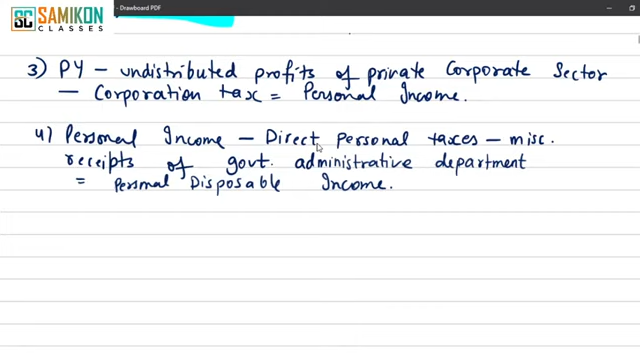 SC SAMIKON CLASSES
- Drawboard PDF
3) PY - undistributed profits of private Corporate Sector
- Corporation tax = Personal Income.
4) Personal Income - Direct personal taxes - misc.
receipts of govt. administrative department
= Personal Disposable Income.